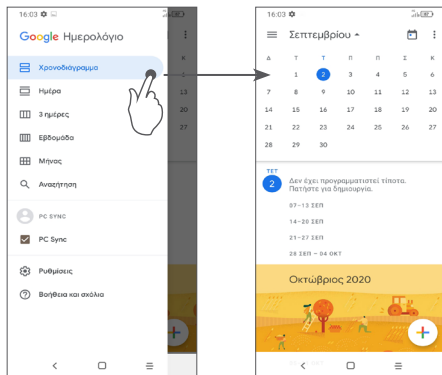 16:03
Google Ημερολόγιο
Χρονοδιάγραμμα
Ημέρα
3 ημέρες
Εβδομάδα
Μήνας
Αναζήτηση
PC SYNC
PC Sync
Ρυθμίσεις
Βοήθεια και σχόλια
Κ
13
20
27
16:03
Σεπτεμβρίου
Δ Τ Τ Π Π Σ Κ
1 2 3 4 5 6
7 8 9 10 11 12 13
14 15 16 17 18 19 20
21 22 23 24 25 26 27
28 29 30
ΤΕΤ
2
Δεν έχει προγραμματιστεί τίποτα.
Πατήστε για δημιουργία.
07–13 ΣΕΠ
14–20 ΣΕΠ
21–27 ΣΕΠ
28 ΣΕΠ – 04 ΟΚΤ
Οκτώβριος 2020